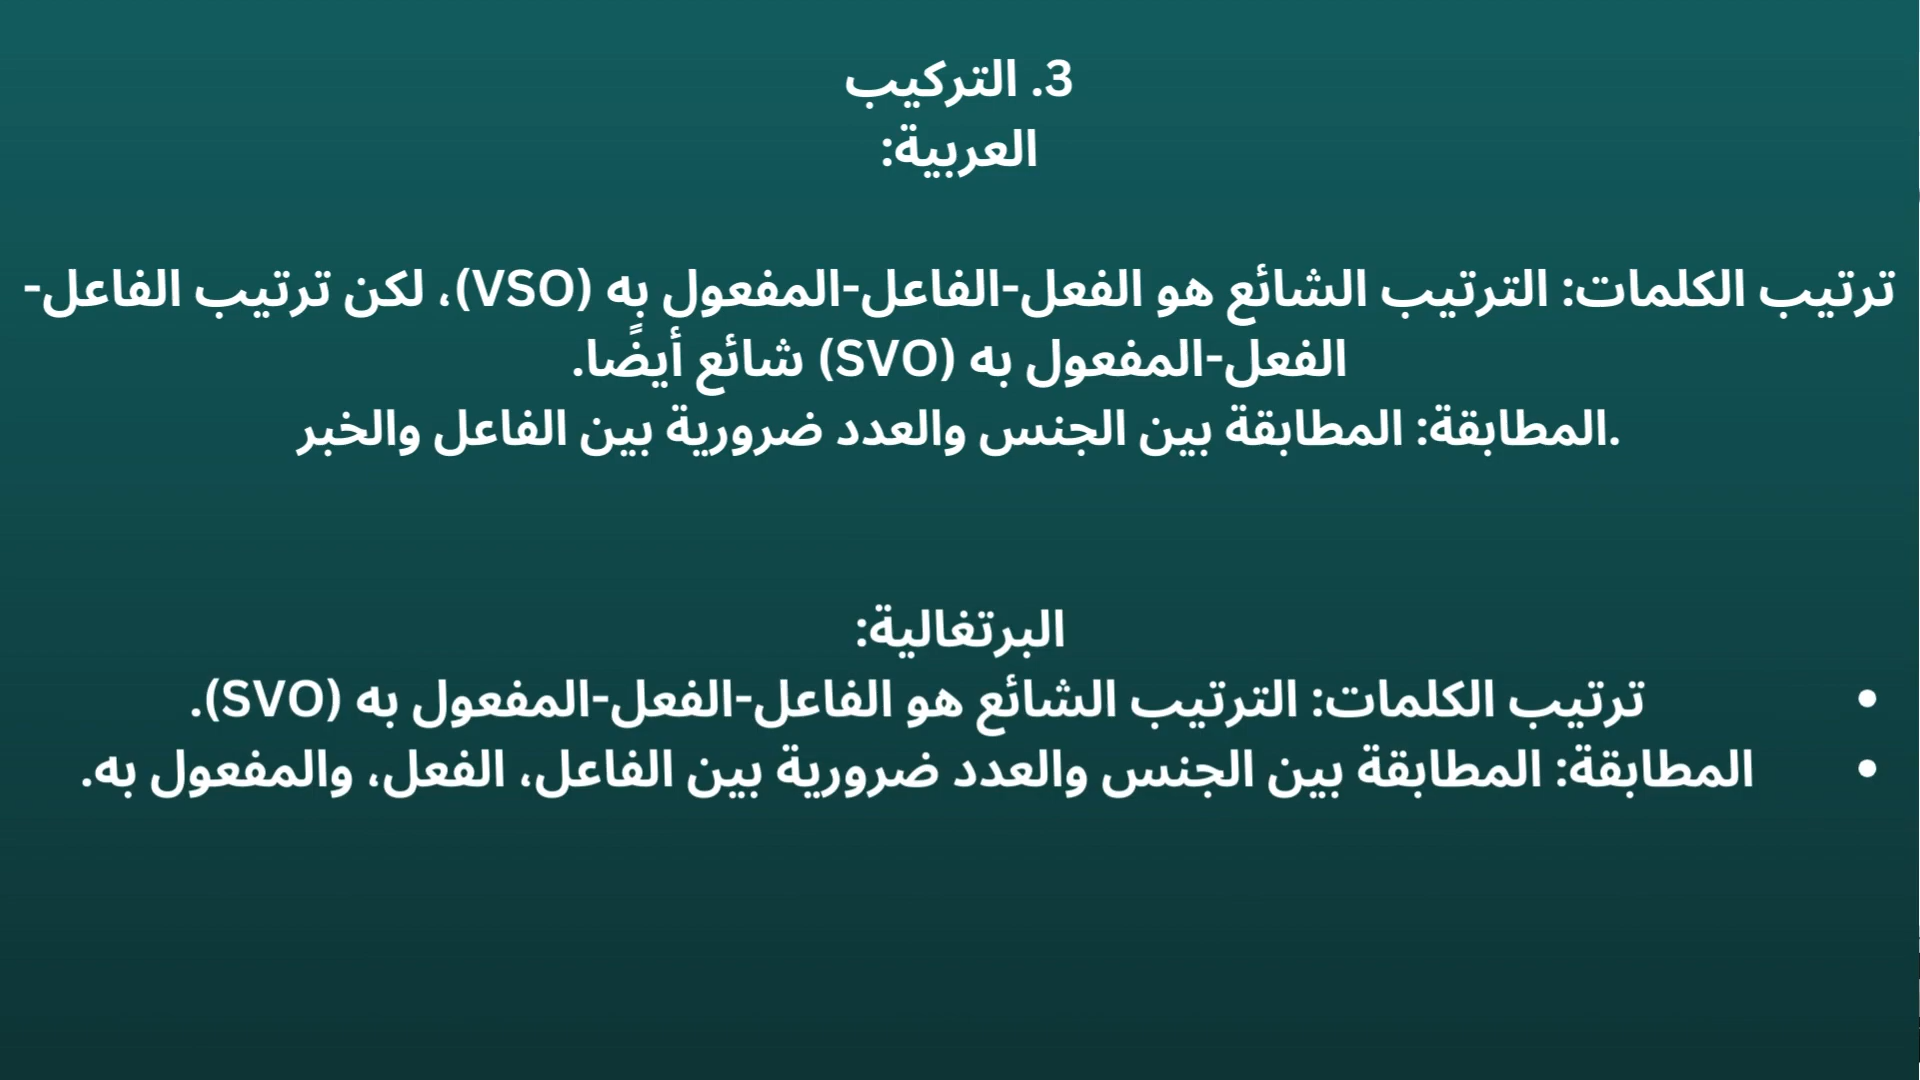 3. التركيب
العربية:
ترتيب الكلمات: الترتيب الشائع هو الفعل-الفاعل-المفعول به (VSO)، لكن ترتيب الفاعل-
الفعل-المفعول به (SVO) شائع أيضًا.
.المطابقة: المطابقة بين الجنس والعدد ضرورية بين الفاعل والخبر
البرتغالية:
• ترتيب الكلمات: الترتيب الشائع هو الفاعل-الفعل-المفعول به (SVO).
• المطابقة: المطابقة بين الجنس والعدد ضرورية بين الفاعل، الفعل، والمفعول به.